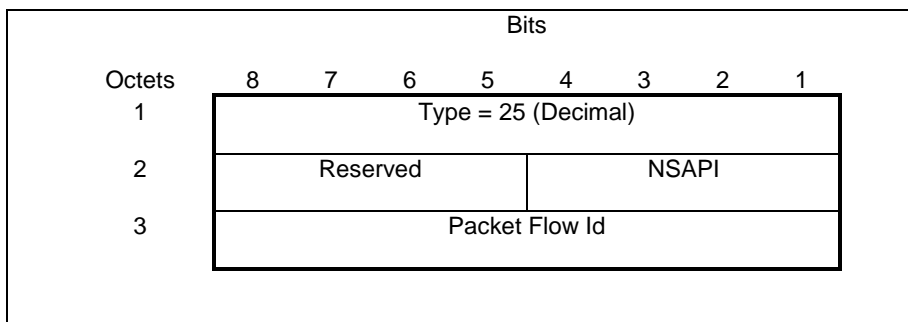 Bits
Octets 8 7 6 5 4 3 2 1
1 Type = 25 (Decimal)
2 Reserved NSAPI
3 Packet Flow Id